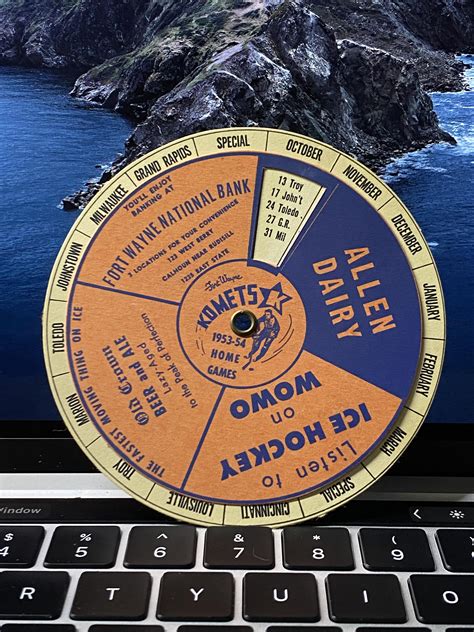 SPECIAL
OCTOBER
NOVEMBER
DECEMBER
JANUARY
FEBRUARY
MARCH
SPECIAL
CINCINNATI
LOUISVILLE
TROY
MARION
TOLEDO
JOHNSTOWN
MILWAUKEE
GRAND RAPIDS
13 Troy
17 John't
24 Toledo
27 G.R.
31 Mil
ALLEN
DAIRY
YOU'LL ENJOY
BANKING AT
FORT WAYNE NATIONAL BANK
3 LOCATIONS FOR YOUR CONVENIENCE
123 WEST BERRY
CALHOUN NEAR RUDISILL
1235 EAST STATE
Fort Wayne
KOMETS
1953-54
HOME
GAMES
THE FASTEST MOVING THING ON ICE
Old Crown
BEER and ALE
Lazy Aged
to the Peak of Perfection
Listen to
ICE HOCKEY
on
WOWO
window
$
4
%
5
^
6
&
7
*
8
(
9
)
0
R
T
Y
U
I
O
P